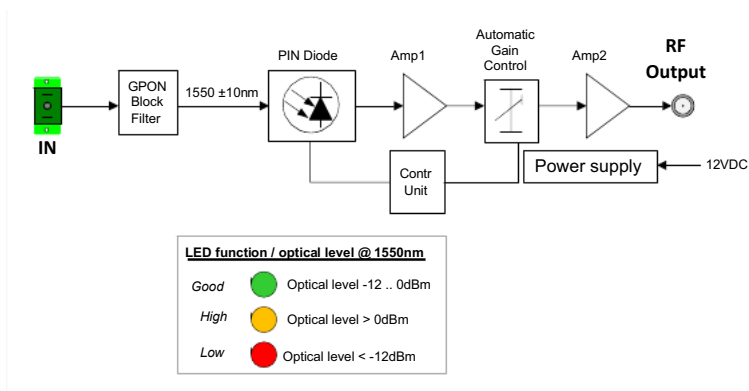 IN
GPON
Block
Filter
1550 ±10nm
PIN Diode
Amp1
Automatic
Gain
Control
Amp2
RF
Output
Contr
Unit
Power supply
12VDC
LED function / optical level @ 1550nm
Good Optical level -12 .. 0dBm
High Optical level > 0dBm
Low Optical level < -12dBm